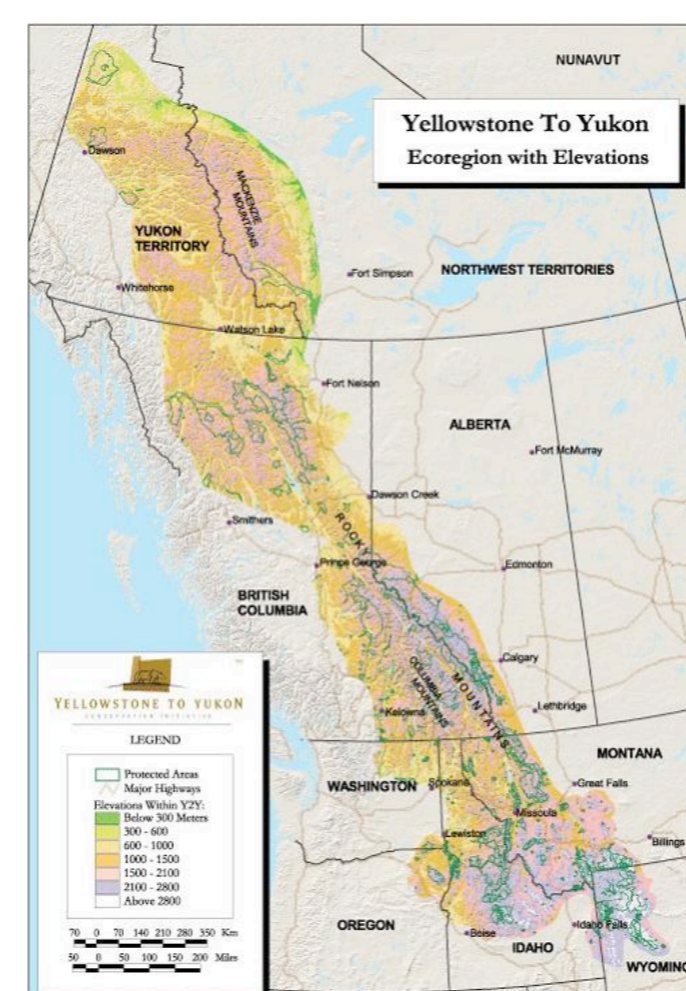 NUNAVUT
Yellowstone To Yukon
Ecoregion with Elevations
Dawson
MACKENZIE
MOUNTAINS
YUKON
TERRITORY
Fort Simpson
NORTHWEST TERRITORIES
Whitehorse
Watson Lake
Fort Nelson
ALBERTA
Fort McMurray
Dawson Creek
Smithers
ROCKY
Prince George
Edmonton
BRITISH
COLUMBIA
Calgary
COLUMBIA
MOUNTAINS
MOUNTAINS
Kelowna
Lethbridge
MONTANA
WASHINGTON
Spokane
Great Falls
Missoula
Lewiston
Billings
OREGON
Boise
Idaho Falls
IDAHO
WYOMING
YELLOWSTONE TO YUKON
CONSERVATION INITIATIVE
LEGEND
Protected Areas
Major Highways
Elevations Within Y2Y:
Below 300 Meters
300 - 600
600 - 1000
1000 - 1500
1500 - 2100
2100 - 2800
Above 2800
70 0 70 140 210 280 350 Km
50 0 50 100 150 200 Miles